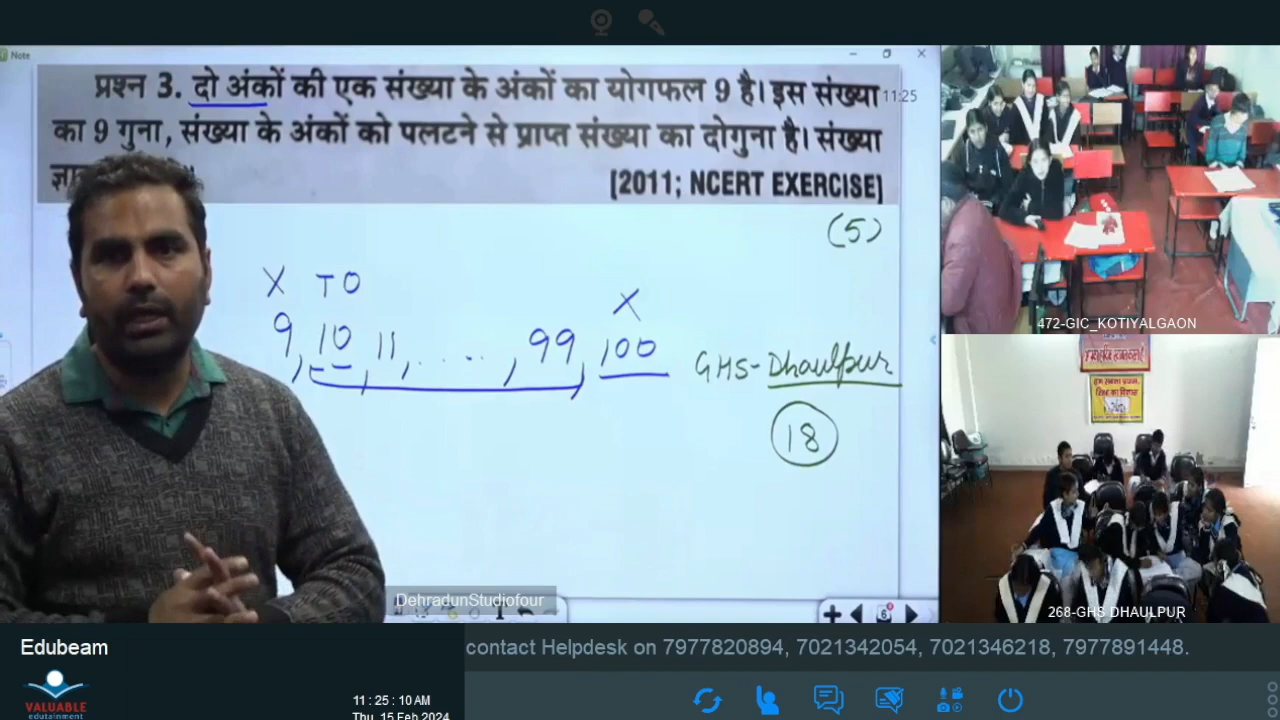 Note
प्रश्न 3. दो अंकों की एक संख्या के अंकों का योगफल 9 है। इस संख्या
11:25
का 9 गुना, संख्या के अंकों को पलटने से प्राप्त संख्या का दोगुना है। संख्या
[2011; NCERT EXERCISE]
(5)
X T O
X
9, 10, 11, ....., 99, 100
GHS-Dhaulpur
18
472-GIC_KOTIYALGAON
268-GHS DHAULPUR
DehradunStudiofour
6
Edubeam
contact Helpdesk on 7977820894, 7021342054, 7021346218, 7977891448.
VALUABLE
edutainment
11 : 25 : 10 AM
Thu, 15 Feb 2024